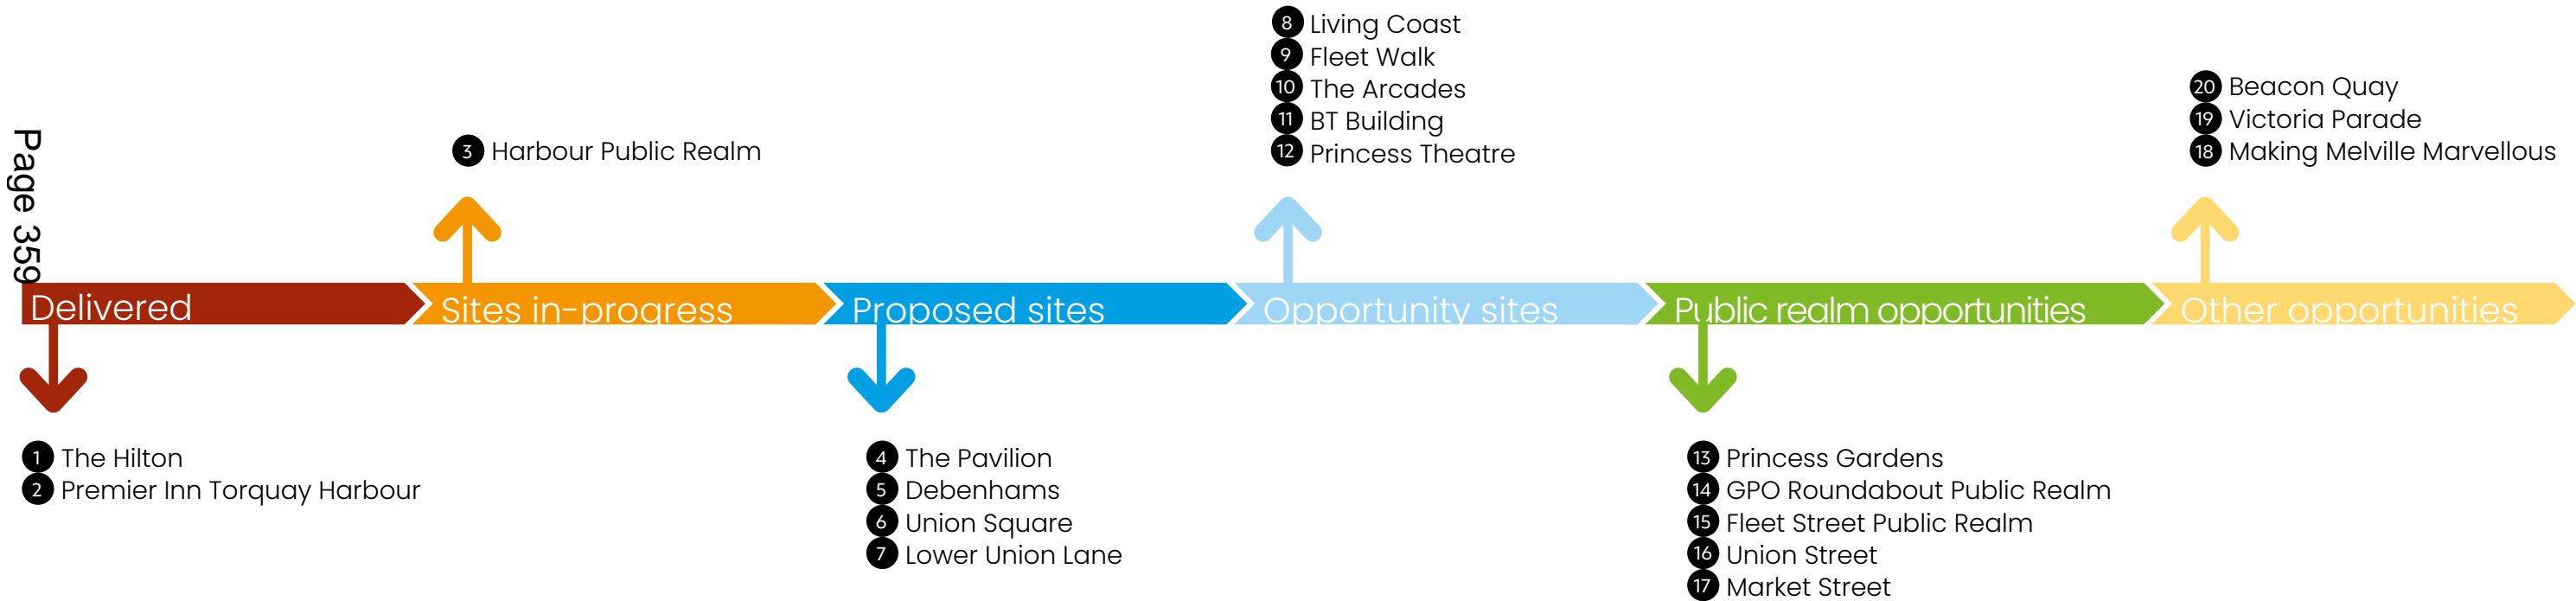 Page 359
8 Living Coast
9 Fleet Walk
10 The Arcades
11 BT Building
12 Princess Theatre
20 Beacon Quay
19 Victoria Parade
18 Making Melville Marvellous
3 Harbour Public Realm
Delivered
Sites in-progress
Proposed sites
Opportunity sites
Public realm opportunities
Other opportunities
1 The Hilton
2 Premier Inn Torquay Harbour
4 The Pavilion
5 Debenhams
6 Union Square
7 Lower Union Lane
13 Princess Gardens
14 GPO Roundabout Public Realm
15 Fleet Street Public Realm
16 Union Street
17 Market Street